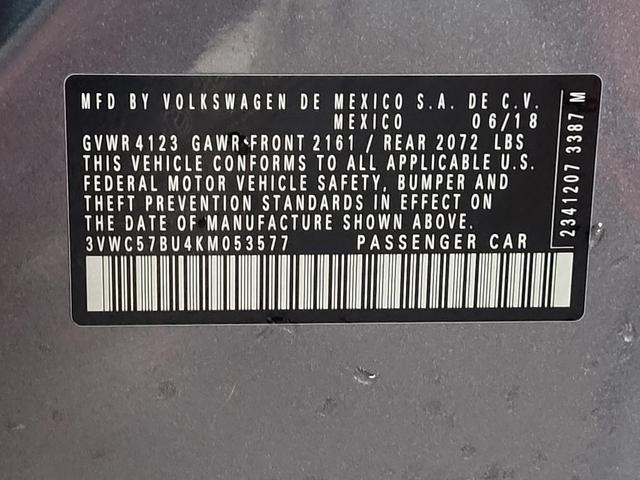 MFD BY VOLKSWAGEN DE MEXICO S.A. DE C.V.
MEXICO 06/18
GVWR 4123 GAWR-FRONT 2161 / REAR 2072 LBS
THIS VEHICLE CONFORMS TO ALL APPLICABLE U.S.
FEDERAL MOTOR VEHICLE SAFETY, BUMPER AND
THEFT PREVENTION STANDARDS IN EFFECT ON
THE DATE OF MANUFACTURE SHOWN ABOVE.
3VWC57BU4KM053577 PASSENGER CAR
2341207 3387 M